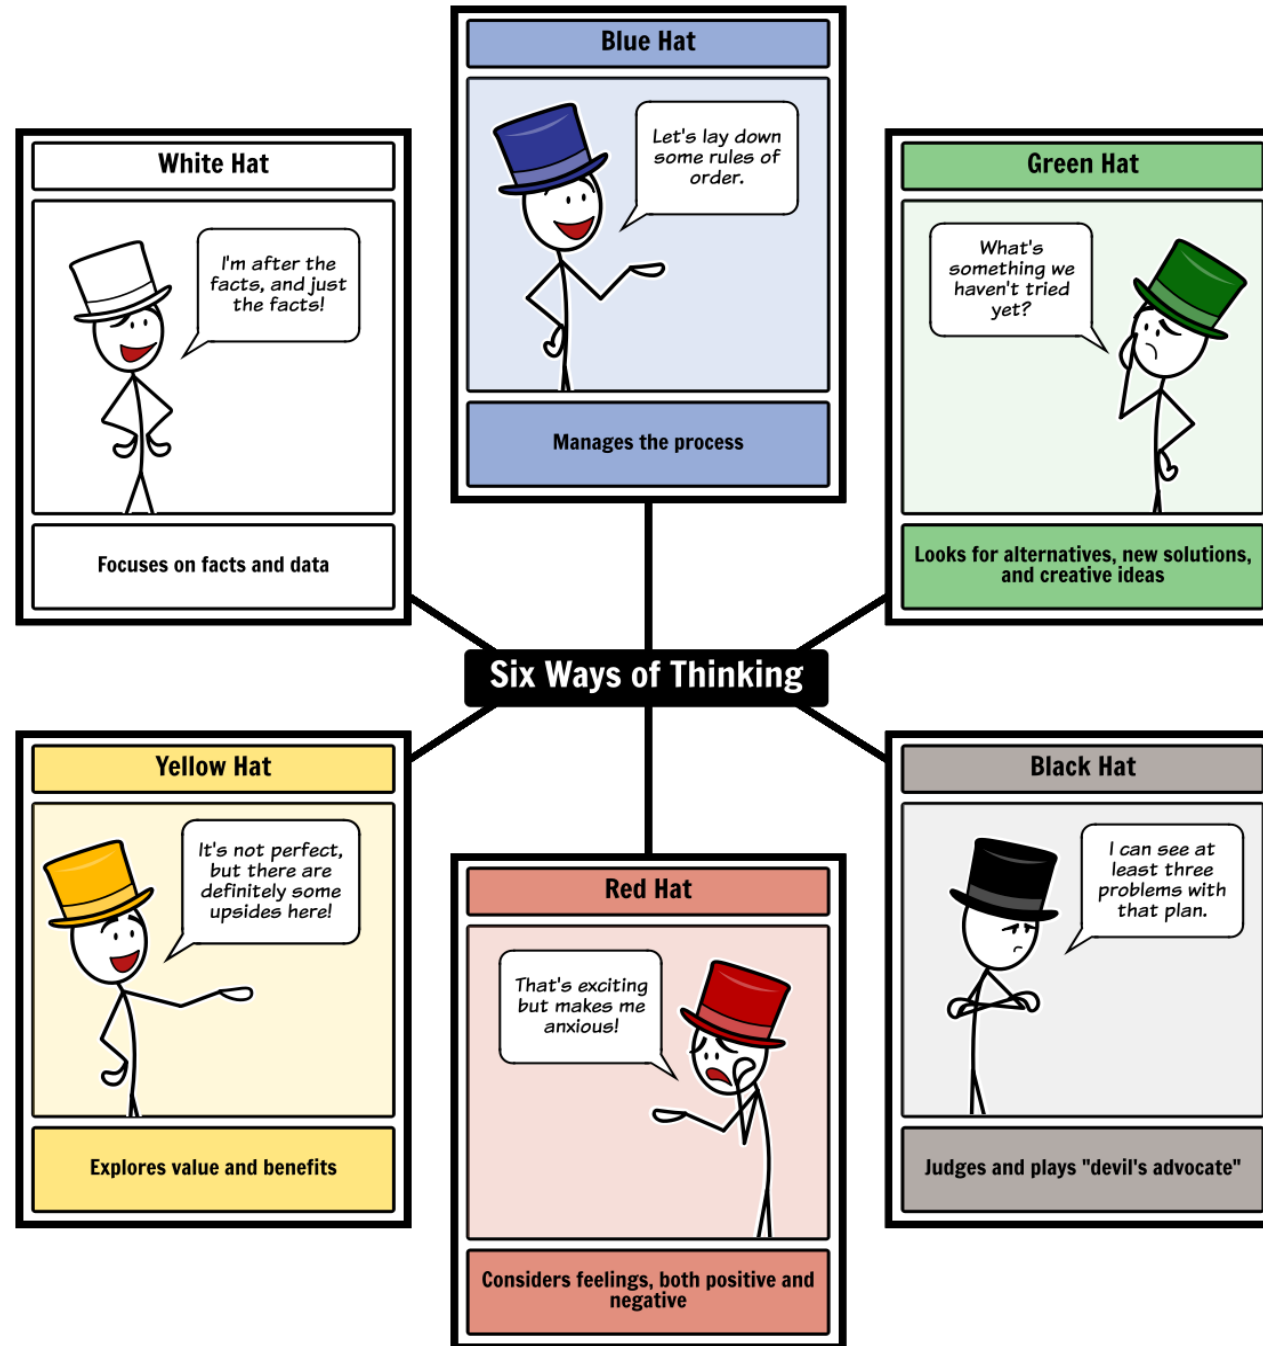 Blue Hat
Let's lay down
some rules of
order.
Manages the process
White Hat
I'm after the
facts, and just
the facts!
Focuses on facts and data
Green Hat
What's
something we
haven't tried
yet?
Looks for alternatives, new solutions,
and creative ideas
Six Ways of Thinking
Yellow Hat
It's not perfect,
but there are
definitely some
upsides here!
Explores value and benefits
Red Hat
That's exciting
but makes me
anxious!
Considers feelings, both positive and
negative
Black Hat
I can see at
least three
problems with
that plan.
Judges and plays "devil's advocate"